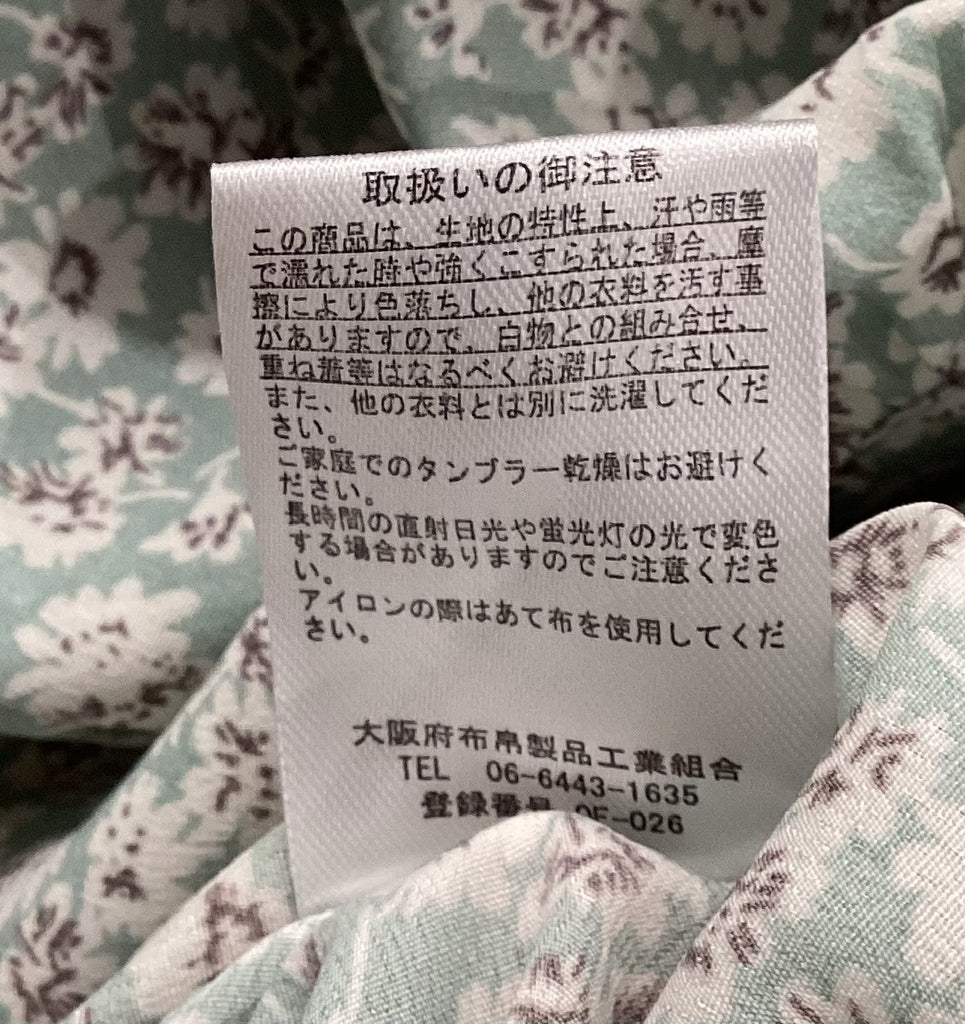 取扱いの御注意
この商品は、生地の特性上、汗や雨等
で濡れた時や強くこすられた場合、摩
擦により色落ちし、他の衣料を汚す事
がありますので、白物との組み合せ、
重ね着等はなるべくお避けください。
また、他の衣料とは別に洗濯してくだ
さい。
ご家庭でのタンブラー乾燥はお避けく
ださい。
長時間の直射日光や蛍光灯の光で変色
する場合がありますのでご注意くださ
い。
アイロンの際はあて布を使用してくだ
さい。
大阪府布帛製品工業組合
TEL 06-6443-1635
登録番号 -026